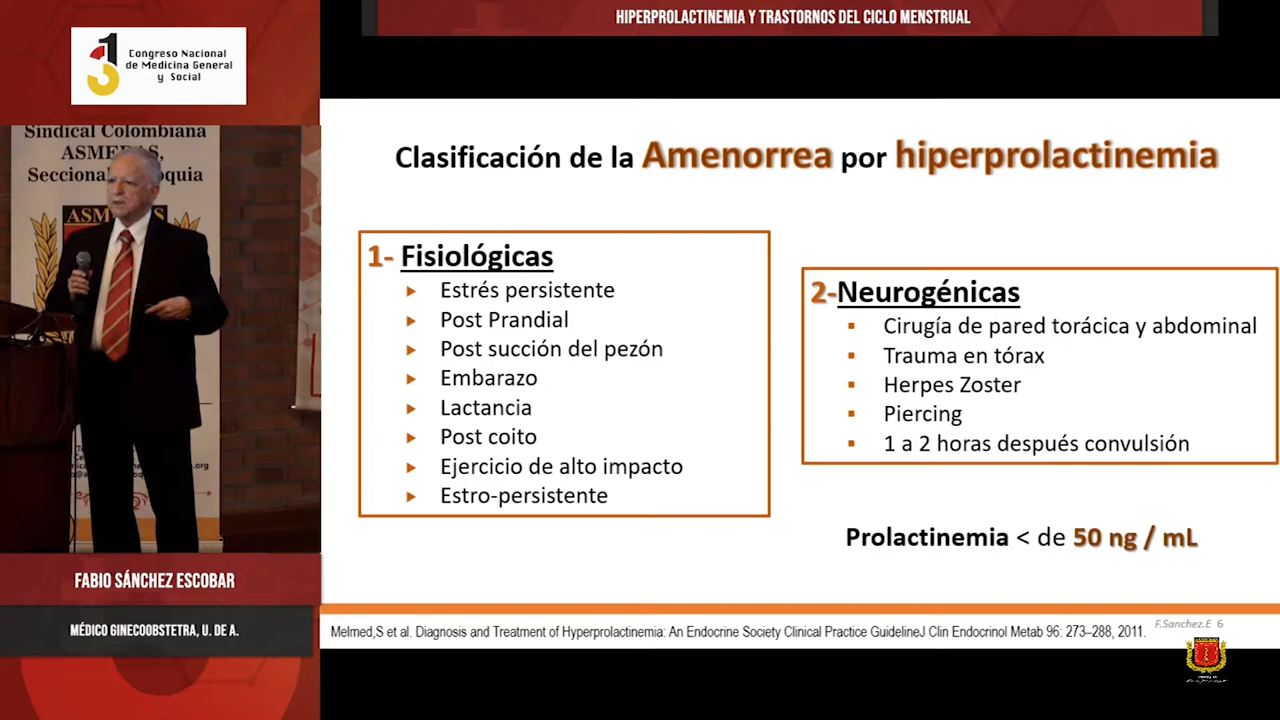 HIPERPROLACTINEMIA Y TRASTORNOS DEL CICLO MENSTRUAL
Congreso Nacional
de Medicina General
y Social
Sindical Colombiana
ASMEDAS,
Clasificación de la Amenorrea por hiperprolactinemia
1- Fisiológicas
Estrés persistente
Post Prandial
Post succión del pezón
Embarazo
Lactancia
Post coito
Ejercicio de alto impacto
Estro-persistente
2-Neurogénicas
Cirugía de pared torácica y abdominal
Trauma en tórax
Herpes Zoster
Piercing
1 a 2 horas después convulsión
Prolactinemia < de 50 ng / mL
FABIO SÁNCHEZ ESCOBAR
MÉDICO GINECOOBSTETRA, U. DE A.
Melmed,S et al. Diagnosis and Treatment of Hyperprolactinemia: An Endocrine Society Clinical Practice GuidelineJ Clin Endocrinol Metab 96: 273–288, 2011.
F.Sanchez.E 6